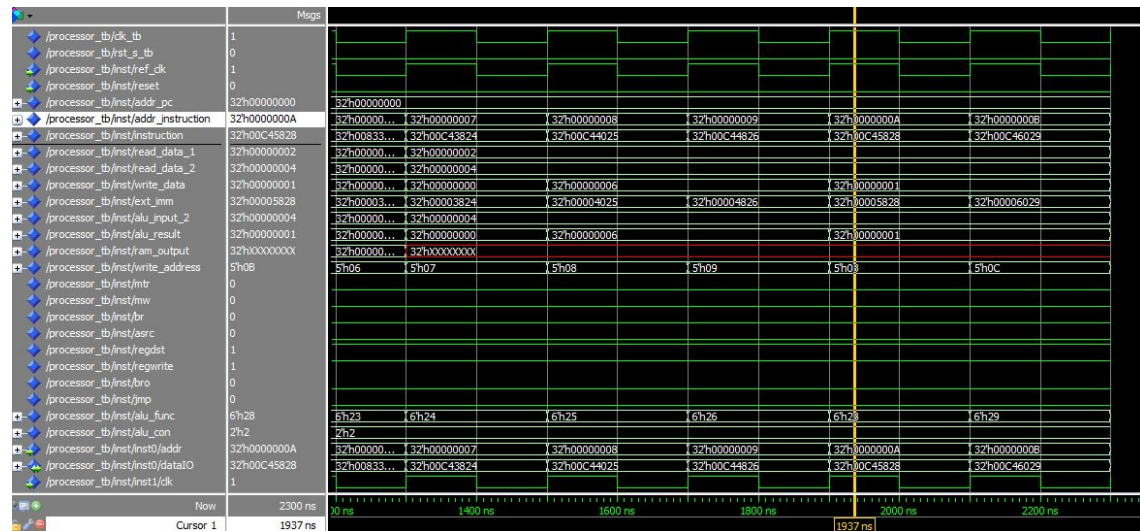 Msgs
/processor_tb/clk_tb 1
/processor_tb/rst_s_tb 0
/processor_tb/inst/ref_clk 1
/processor_tb/inst/reset 0
/processor_tb/inst/addr_pc 32'h00000000 32'h00000000
/processor_tb/inst/addr_instruction 32'h0000000A 32'h00000... 32'h00000007 32'h00000008 32'h00000009 32'h0000000A 32'h0000000B
/processor_tb/inst/instruction 32'h00C45828 32'h00833... 32'h00C43824 32'h00C44025 32'h00C44826 32'h00C45828 32'h00C46029
/processor_tb/inst/read_data_1 32'h00000002 32'h00000... 32'h00000002
/processor_tb/inst/read_data_2 32'h00000004 32'h00000... 32'h00000004
/processor_tb/inst/write_data 32'h00000001 32'h00000... 32'h00000000 32'h00000006 32'h00000001
/processor_tb/inst/ext_imm 32'h00005828 32'h00003... 32'h00003824 32'h00004025 32'h00004826 32'h00005828 32'h00006029
/processor_tb/inst/alu_input_2 32'h00000004 32'h00000... 32'h00000004
/processor_tb/inst/alu_result 32'h00000001 32'h00000... 32'h00000000 32'h00000006 32'h00000001
/processor_tb/inst/ram_output 32'hXXXXXXXX 32'h00000... 32'hXXXXXXXX
/processor_tb/inst/write_address 5'h0B 5'h06 5'h07 5'h08 5'h09 5'h0B 5'h0C
/processor_tb/inst/mtr 0
/processor_tb/inst/mw 0
/processor_tb/inst/br 0
/processor_tb/inst/asrc 0
/processor_tb/inst/regdst 1
/processor_tb/inst/regwrite 1
/processor_tb/inst/bro 0
/processor_tb/inst/jmp 0
/processor_tb/inst/alu_func 6'h28 6'h23 6'h24 6'h25 6'h26 6'h28 6'h29
/processor_tb/inst/alu_con 2'h2 2'h2
/processor_tb/inst/inst0/addr 32'h0000000A 32'h00000... 32'h00000007 32'h00000008 32'h00000009 32'h0000000A 32'h0000000B
/processor_tb/inst/inst0/dataIO 32'h00C45828 32'h00833... 32'h00C43824 32'h00C44025 32'h00C44826 32'h00C45828 32'h00C46029
/processor_tb/inst/inst1/clk 1
Now 2300 ns 1400 ns 1600 ns 1800 ns 2000 ns 2200 ns
Cursor 1 1937 ns 1937 ns